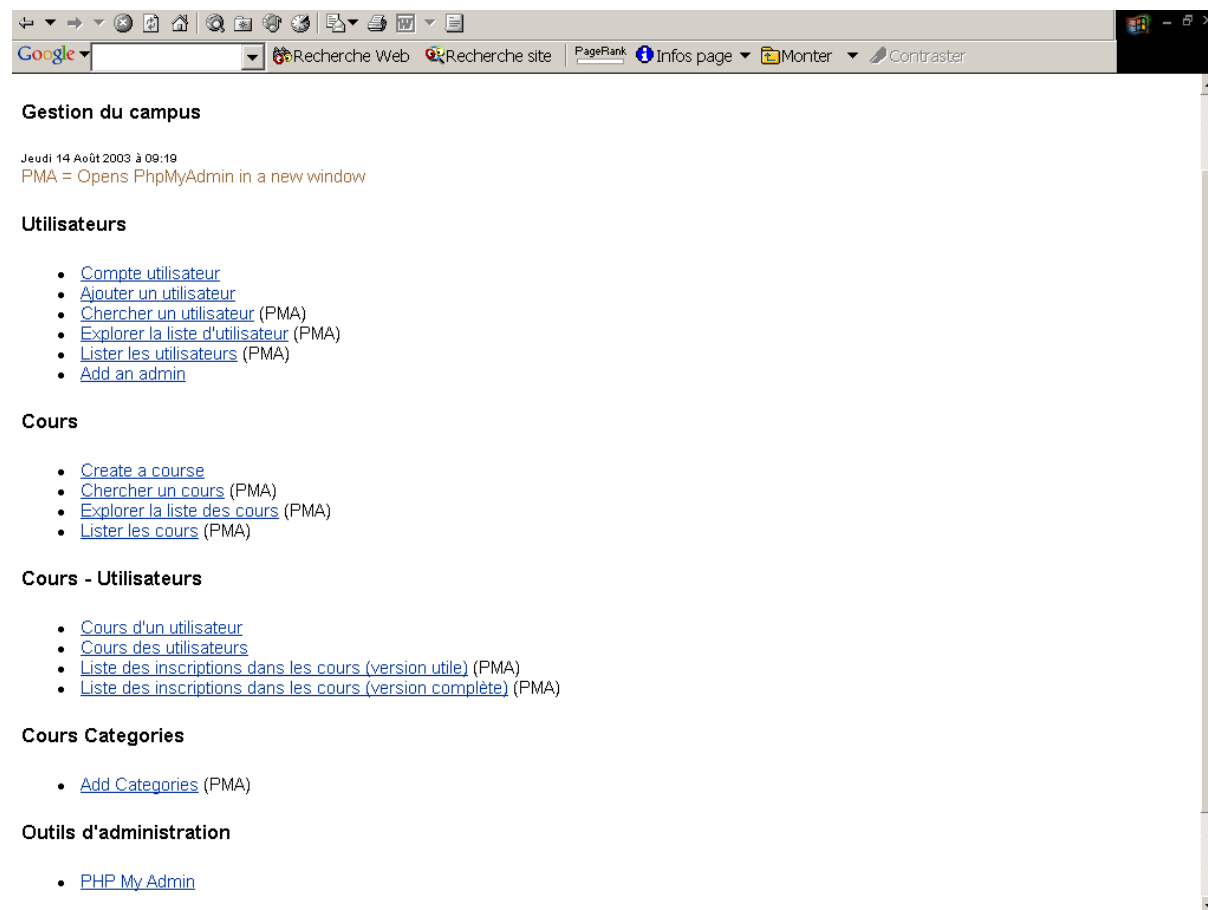 Google Recherche Web Recherche site PageRank Infos page Monter Contraster
Gestion du campus
Jeudi 14 Août 2003 à 09:19
PMA = Opens PhpMyAdmin in a new window
Utilisateurs
Compte utilisateur
Ajouter un utilisateur
Chercher un utilisateur (PMA)
Explorer la liste d'utilisateur (PMA)
Lister les utilisateurs (PMA)
Add an admin
Cours
Create a course
Chercher un cours (PMA)
Explorer la liste des cours (PMA)
Lister les cours (PMA)
Cours - Utilisateurs
Cours d'un utilisateur
Cours des utilisateurs
Liste des inscriptions dans les cours (version utile) (PMA)
Liste des inscriptions dans les cours (version complète) (PMA)
Cours Categories
Add Categories (PMA)
Outils d'administration
PHP My Admin